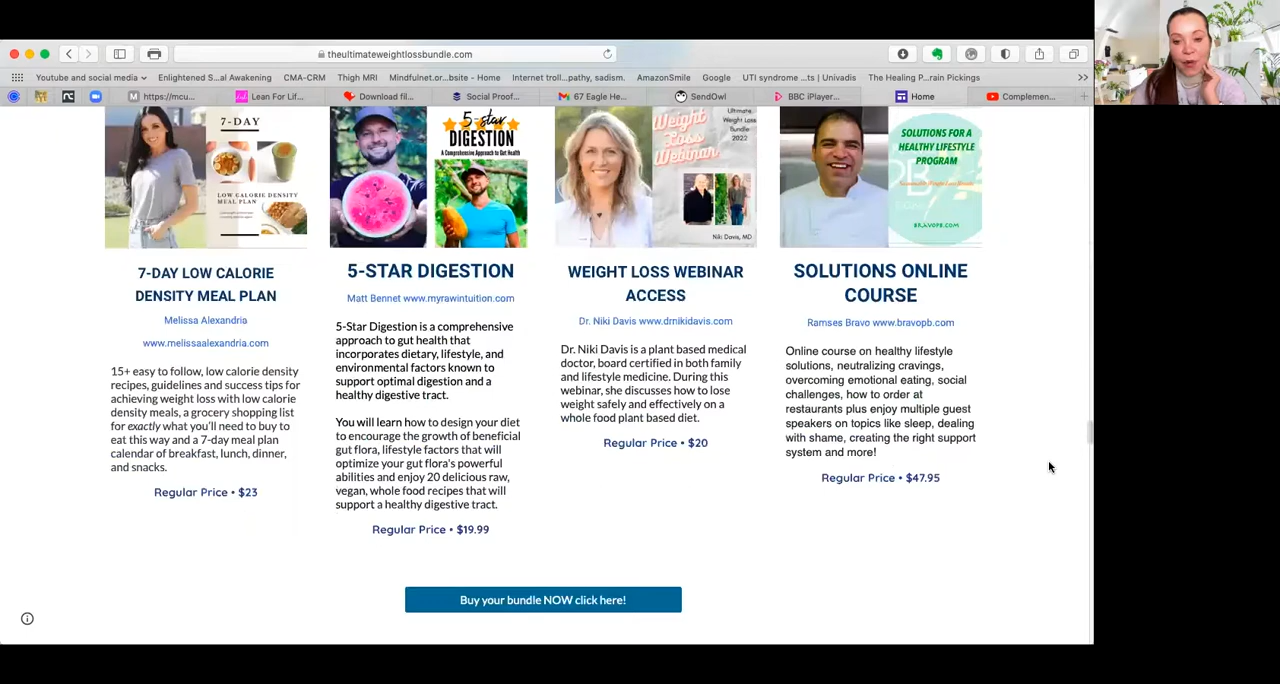 theultimateweightlossbundle.com
Youtube and social media
Enlightened S...al Awakening
CMA-CRM
Thigh MRI
Mindfulnet.or...bsite - Home
Internet troll....pathy, sadism.
AmazonSmile
Google
UTI syndrome ...ts | Univadis
The Healing P...rain Pickings
https://mcu...
Lean For Lif...
Download fil...
Social Proof...
67 Eagle He...
SendOwl
BBC iPlayer...
Home
Complemen...
7-DAY
LOW CALORIE DENSITY
MEAL PLAN
5-Star
DIGESTION
A Comprehensive Approach to Gut Health
Ultimate
Weight Loss
Bundle
2022
Weight
Loss
Webinar
Niki Davis, MD
SOLUTIONS FOR A
HEALTHY LIFESTYLE
PROGRAM
BRAVOPB.COM
7-DAY LOW CALORIE
DENSITY MEAL PLAN
Melissa Alexandria
www.melissaalexandria.com
15+ easy to follow, low calorie density
recipes, guidelines and success tips for
achieving weight loss with low calorie
density meals, a grocery shopping list
for exactly what you'll need to buy to
eat this way and a 7-day meal plan
calendar of breakfast, lunch, dinner,
and snacks.
Regular Price • $23
5-STAR DIGESTION
Matt Bennet www.myrawintuition.com
5-Star Digestion is a comprehensive
approach to gut health that
incorporates dietary, lifestyle, and
environmental factors known to
support optimal digestion and a
healthy digestive tract.
You will learn how to design your diet
to encourage the growth of beneficial
gut flora, lifestyle factors that will
optimize your gut flora's powerful
abilities and enjoy 20 delicious raw,
vegan, whole food recipes that will
support a healthy digestive tract.
Regular Price • $19.99
WEIGHT LOSS WEBINAR
ACCESS
Dr. Niki Davis www.drnikidavis.com
Dr. Niki Davis is a plant based medical
doctor, board certified in both family
and lifestyle medicine. During this
webinar, she discusses how to lose
weight safely and effectively on a
whole food plant based diet.
Regular Price • $20
SOLUTIONS ONLINE
COURSE
Ramses Bravo www.bravopb.com
Online course on healthy lifestyle
solutions, neutralizing cravings,
overcoming emotional eating, social
challenges, how to order at
restaurants plus enjoy multiple guest
speakers on topics like sleep, dealing
with shame, creating the right support
system and more!
Regular Price • $47.95
Buy your bundle NOW click here!